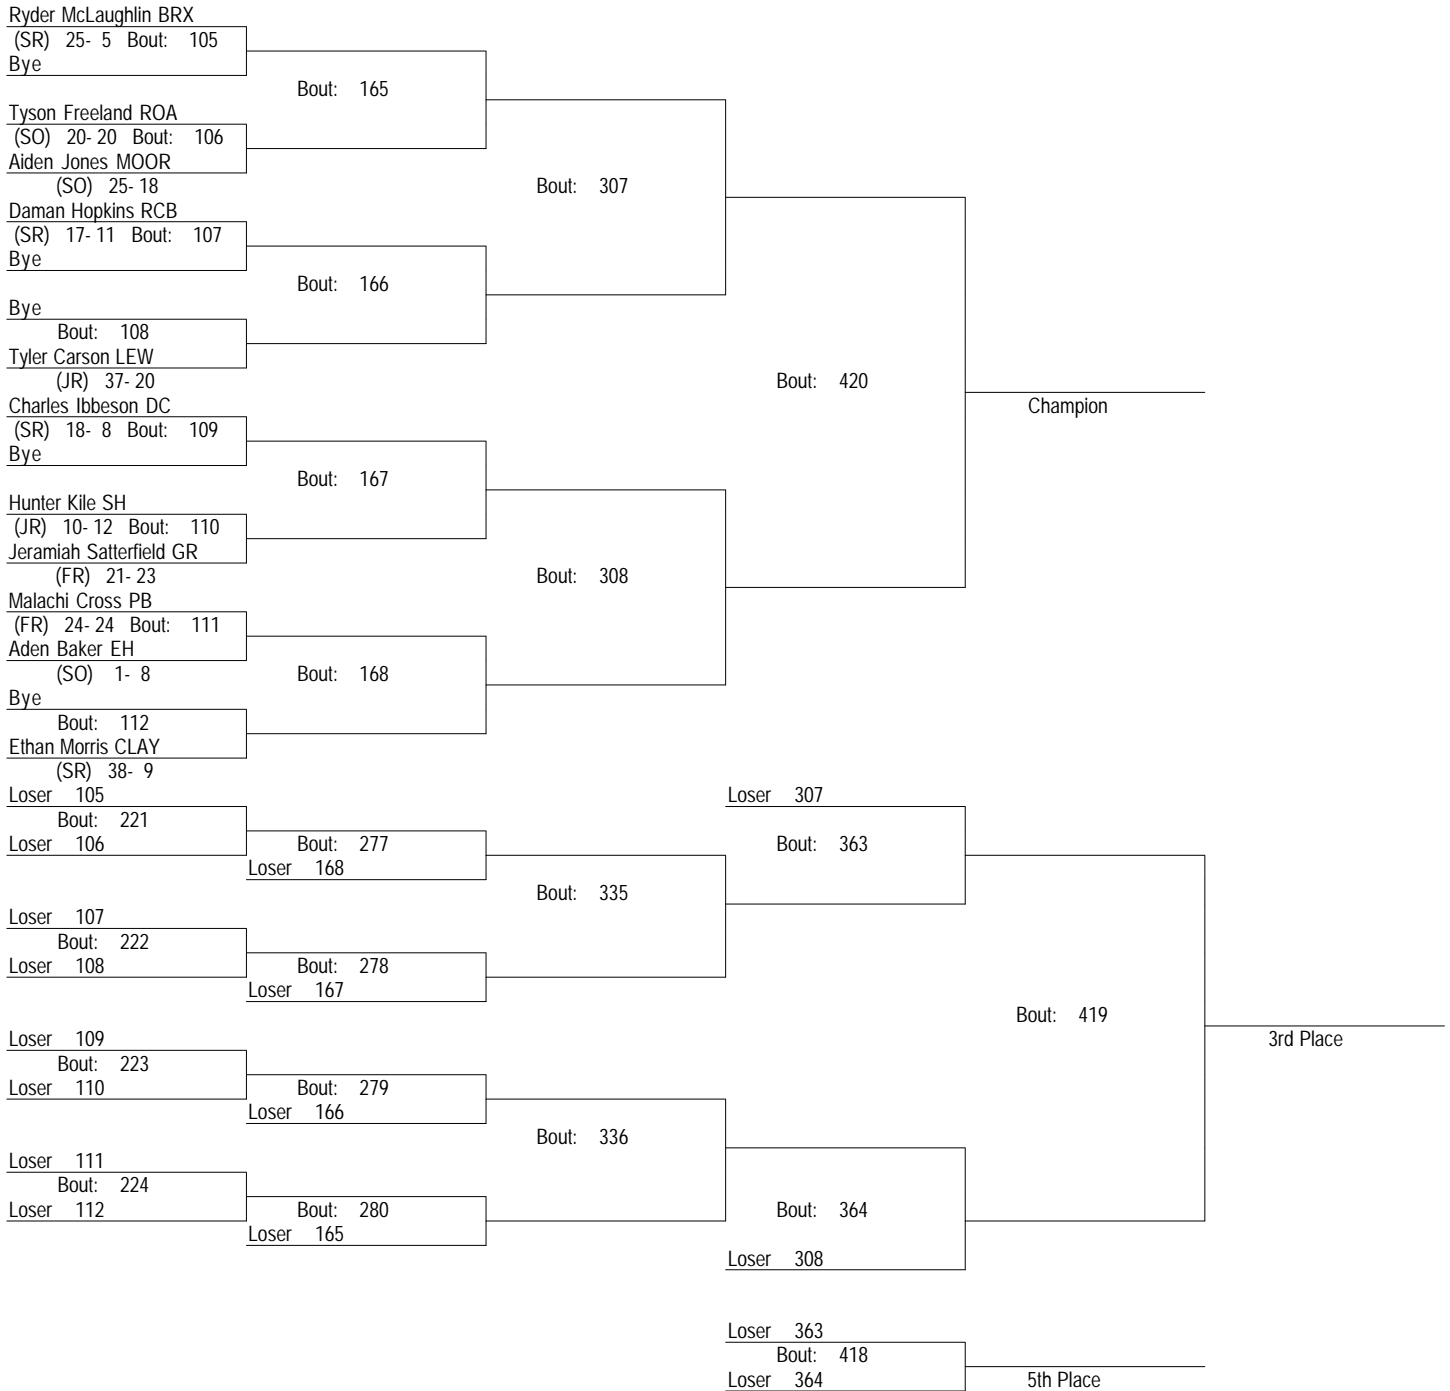 Ryder McLaughlin BRX
(SR) 25- 5 Bout: 105
Bye
Bout: 165
Tyson Freeland ROA
(SO) 20- 20 Bout: 106
Aiden Jones MOOR
(SO) 25- 18
Bout: 307
Daman Hopkins RCB
(SR) 17- 11 Bout: 107
Bye
Bout: 166
Bye
Bout: 108
Tyler Carson LEW
(JR) 37- 20
Bout: 420
Champion
Charles Ibbeson DC
(SR) 18- 8 Bout: 109
Bye
Bout: 167
Hunter Kile SH
(JR) 10- 12 Bout: 110
Jeramiah Satterfield GR
(FR) 21- 23
Bout: 308
Malachi Cross PB
(FR) 24- 24 Bout: 111
Aden Baker EH
(SO) 1- 8
Bout: 168
Bye
Bout: 112
Ethan Morris CLAY
(SR) 38- 9
Loser 105
Bout: 221
Loser 106
Bout: 277
Loser 168
Loser 307
Bout: 363
Bout: 335
Loser 107
Bout: 222
Loser 108
Bout: 278
Loser 167
Bout: 419
3rd Place
Loser 109
Bout: 223
Loser 110
Bout: 279
Loser 166
Bout: 336
Loser 111
Bout: 224
Loser 112
Bout: 280
Loser 165
Bout: 364
Loser 308
Loser 363
Bout: 418
Loser 364
5th Place